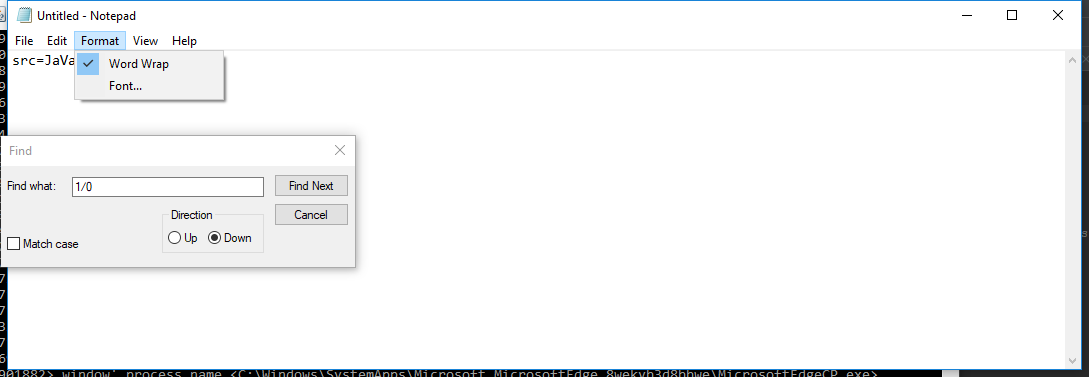 Untitled - Notepad
File Edit Format View Help
src=JaVa
Word Wrap
Font...
Find
Find what: 1/0
Find Next
Direction
Cancel
Up Down
Match case
001882> window' process name <C:\Windows\SystemApps\Microsoft.MicrosoftEdge_8wekyb3d8bbwe\MicrosoftEdgeCP.exe>